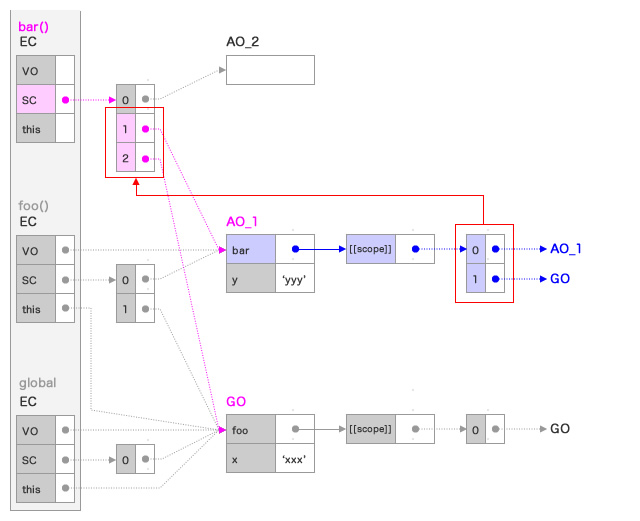 bar()
EC
AO_2
VO
SC
0
this
1
2
foo()
EC
AO_1
VO
bar
[[scope]]
0
AO_1
SC
0
y
‘yyy’
1
GO
this
1
global
EC
GO
VO
foo
[[scope]]
0
GO
SC
0
x
‘xxx’
this